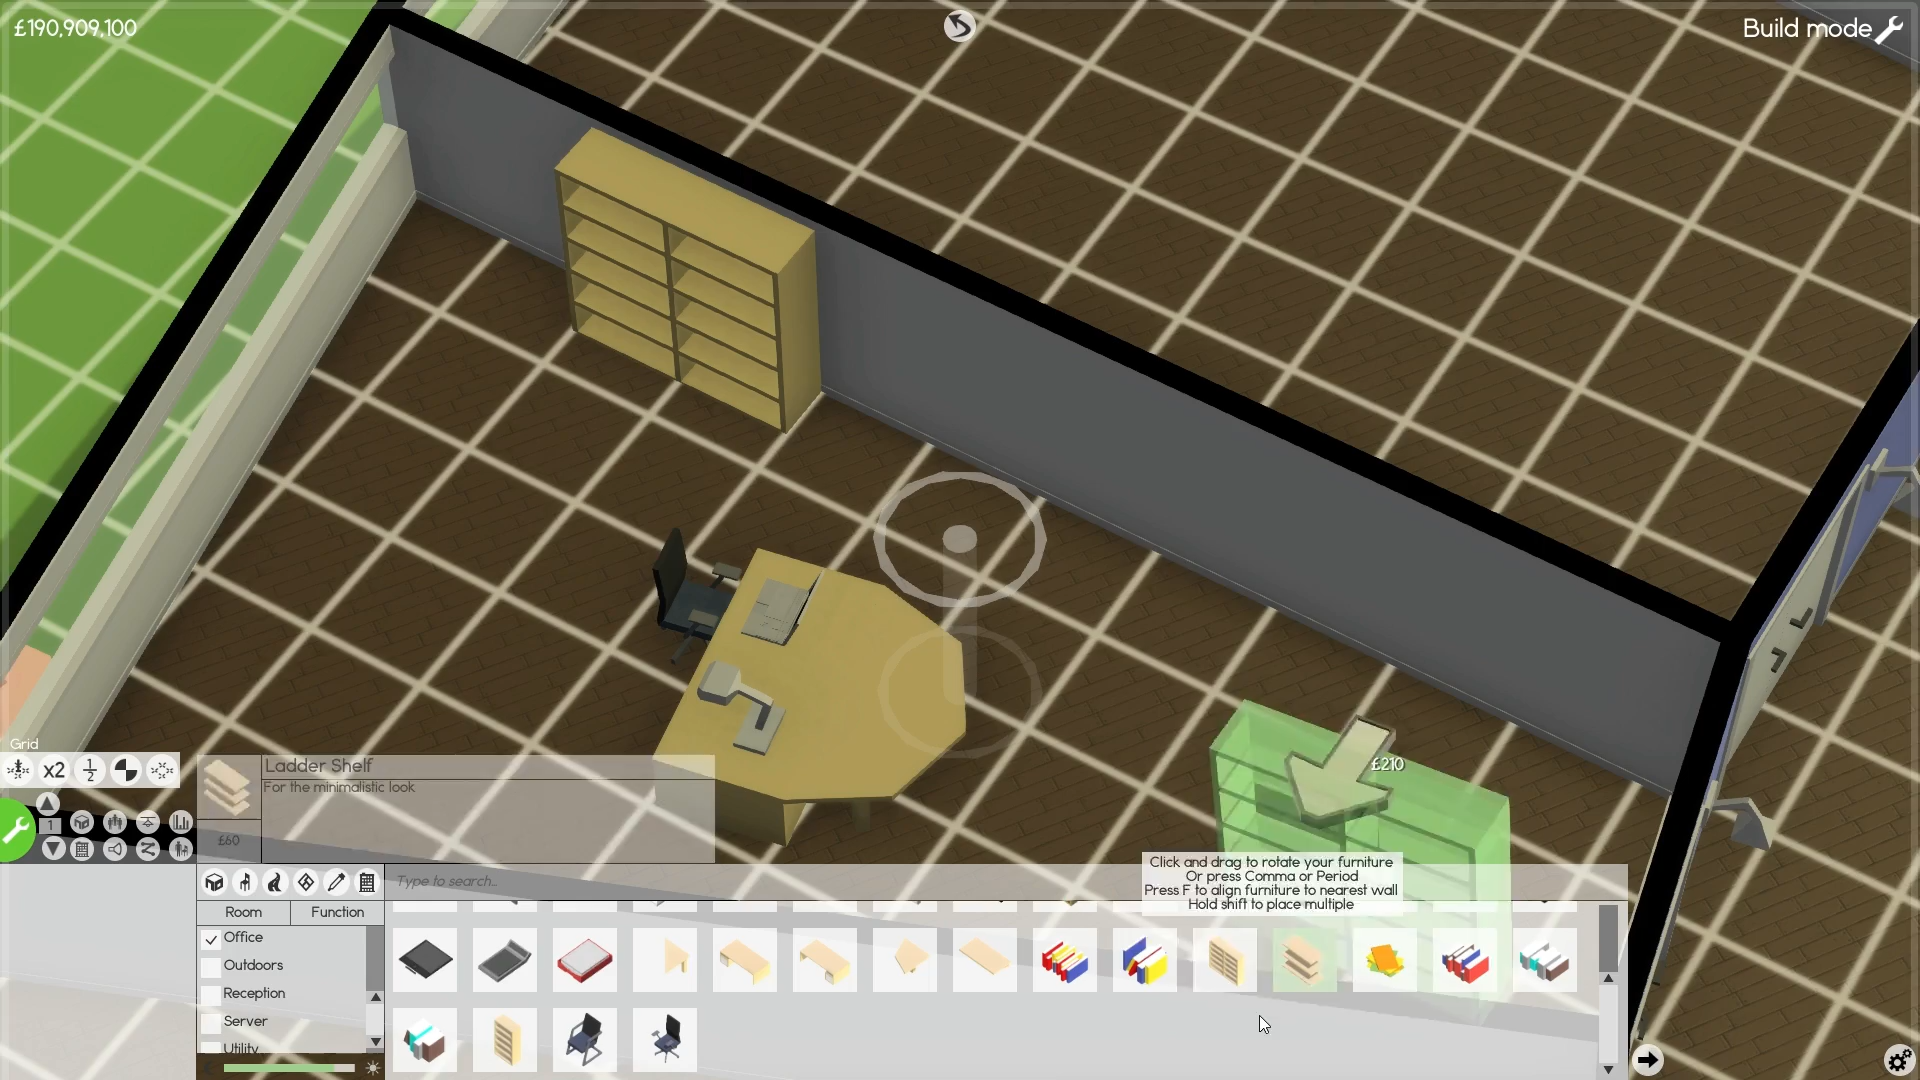 £190,909,100
Build mode
£210
Grid
x2
1/2
Ladder Shelf
For the minimalistic look
1
£60
Click and drag to rotate your furniture
Or press Comma or Period
Press F to align furniture to nearest wall
Hold shift to place multiple
Type to search...
Room
Function
Office
Outdoors
Reception
Server
Utility